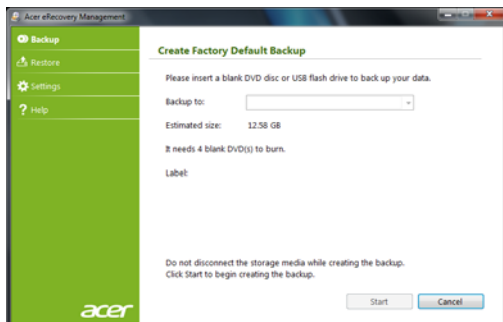 Acer eRecovery Management
Backup
Restore
Settings
Help
Create Factory Default Backup
Please insert a blank DVD disc or USB flash drive to back up your data.
Backup to:
Estimated size: 12.58 GB
It needs 4 blank DVD(s) to burn.
Label:
Do not disconnect the storage media while creating the backup.
Click Start to begin creating the backup.
Start Cancel
acer